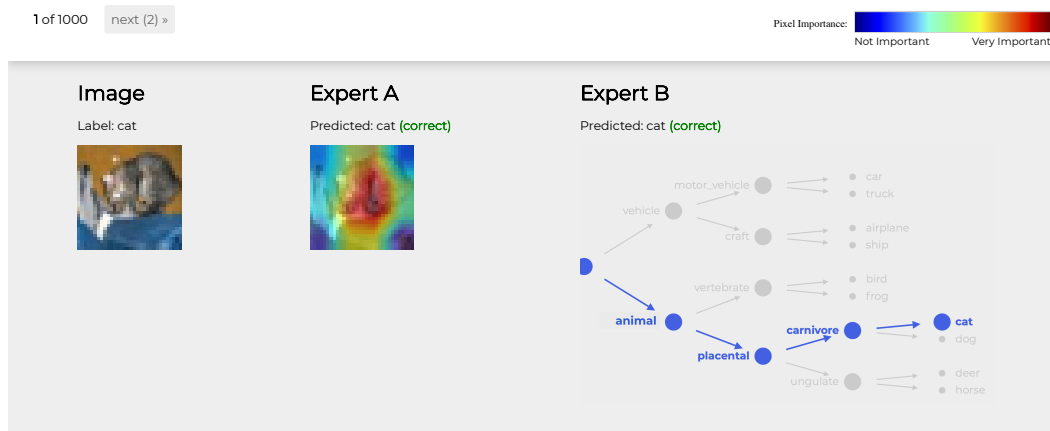 1 of 1000 next (2) »
Pixel Importance:
Not Important Very Important
Image Expert A Expert B
Label: cat Predicted: cat (correct) Predicted: cat (correct)
car
motor_vehicle
truck
vehicle
airplane
craft
ship
bird
vertebrate
frog
animal
cat
carnivore
dog
placental
deer
ungulate
horse